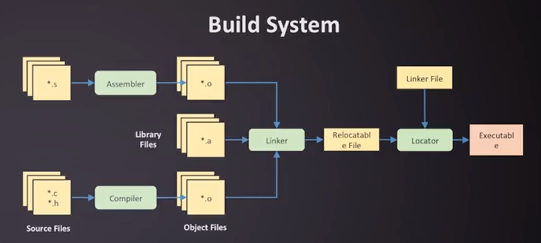 Build System
*.s
Assembler
*.o
Linker File
Library
Files
*.a
Linker
Relocatabl
e File
Locator
Executabl
e
*.c
*.h
Compiler
*.o
Source Files
Object Files